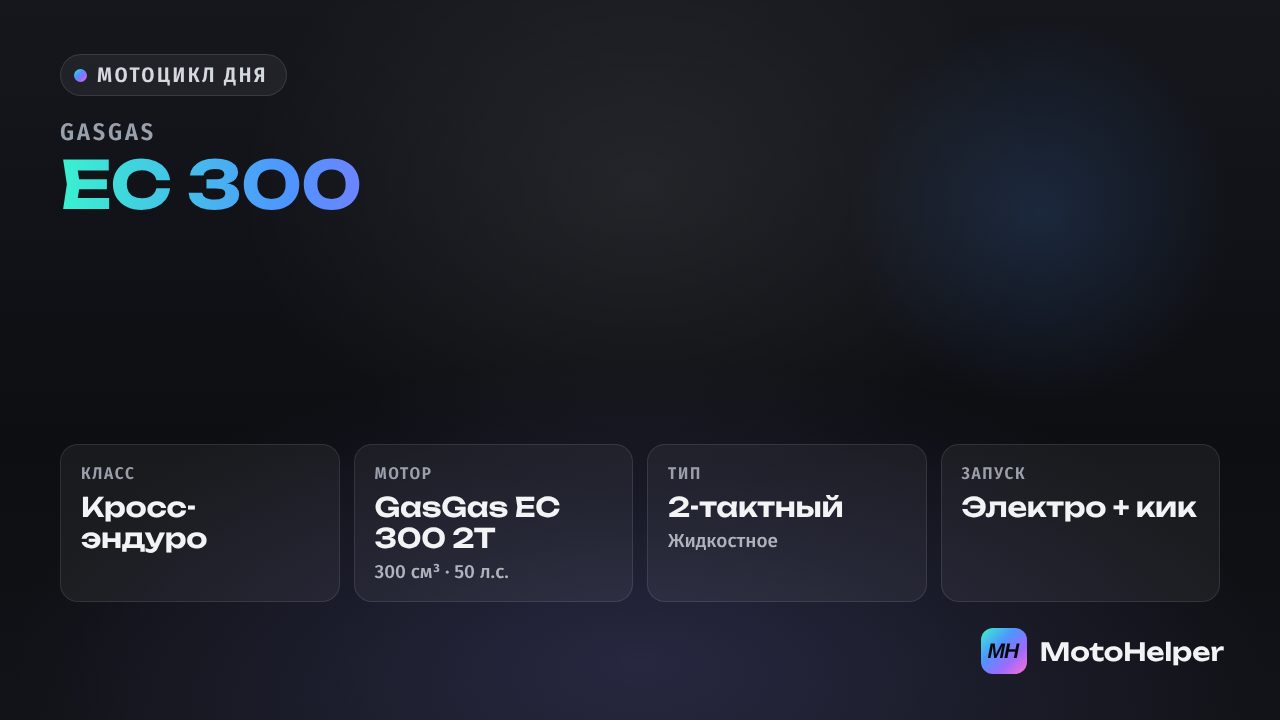 МОТОЦИКЛ ДНЯ
GASGAS
EC 300
КЛАСС
Кросс-
эндуро
МОТОР
GasGas EC
300 2T
300 см³ · 50 л.с.
ТИП
2-тактный
Жидкостное
ЗАПУСК
Электро + кик
MH MotoHelper